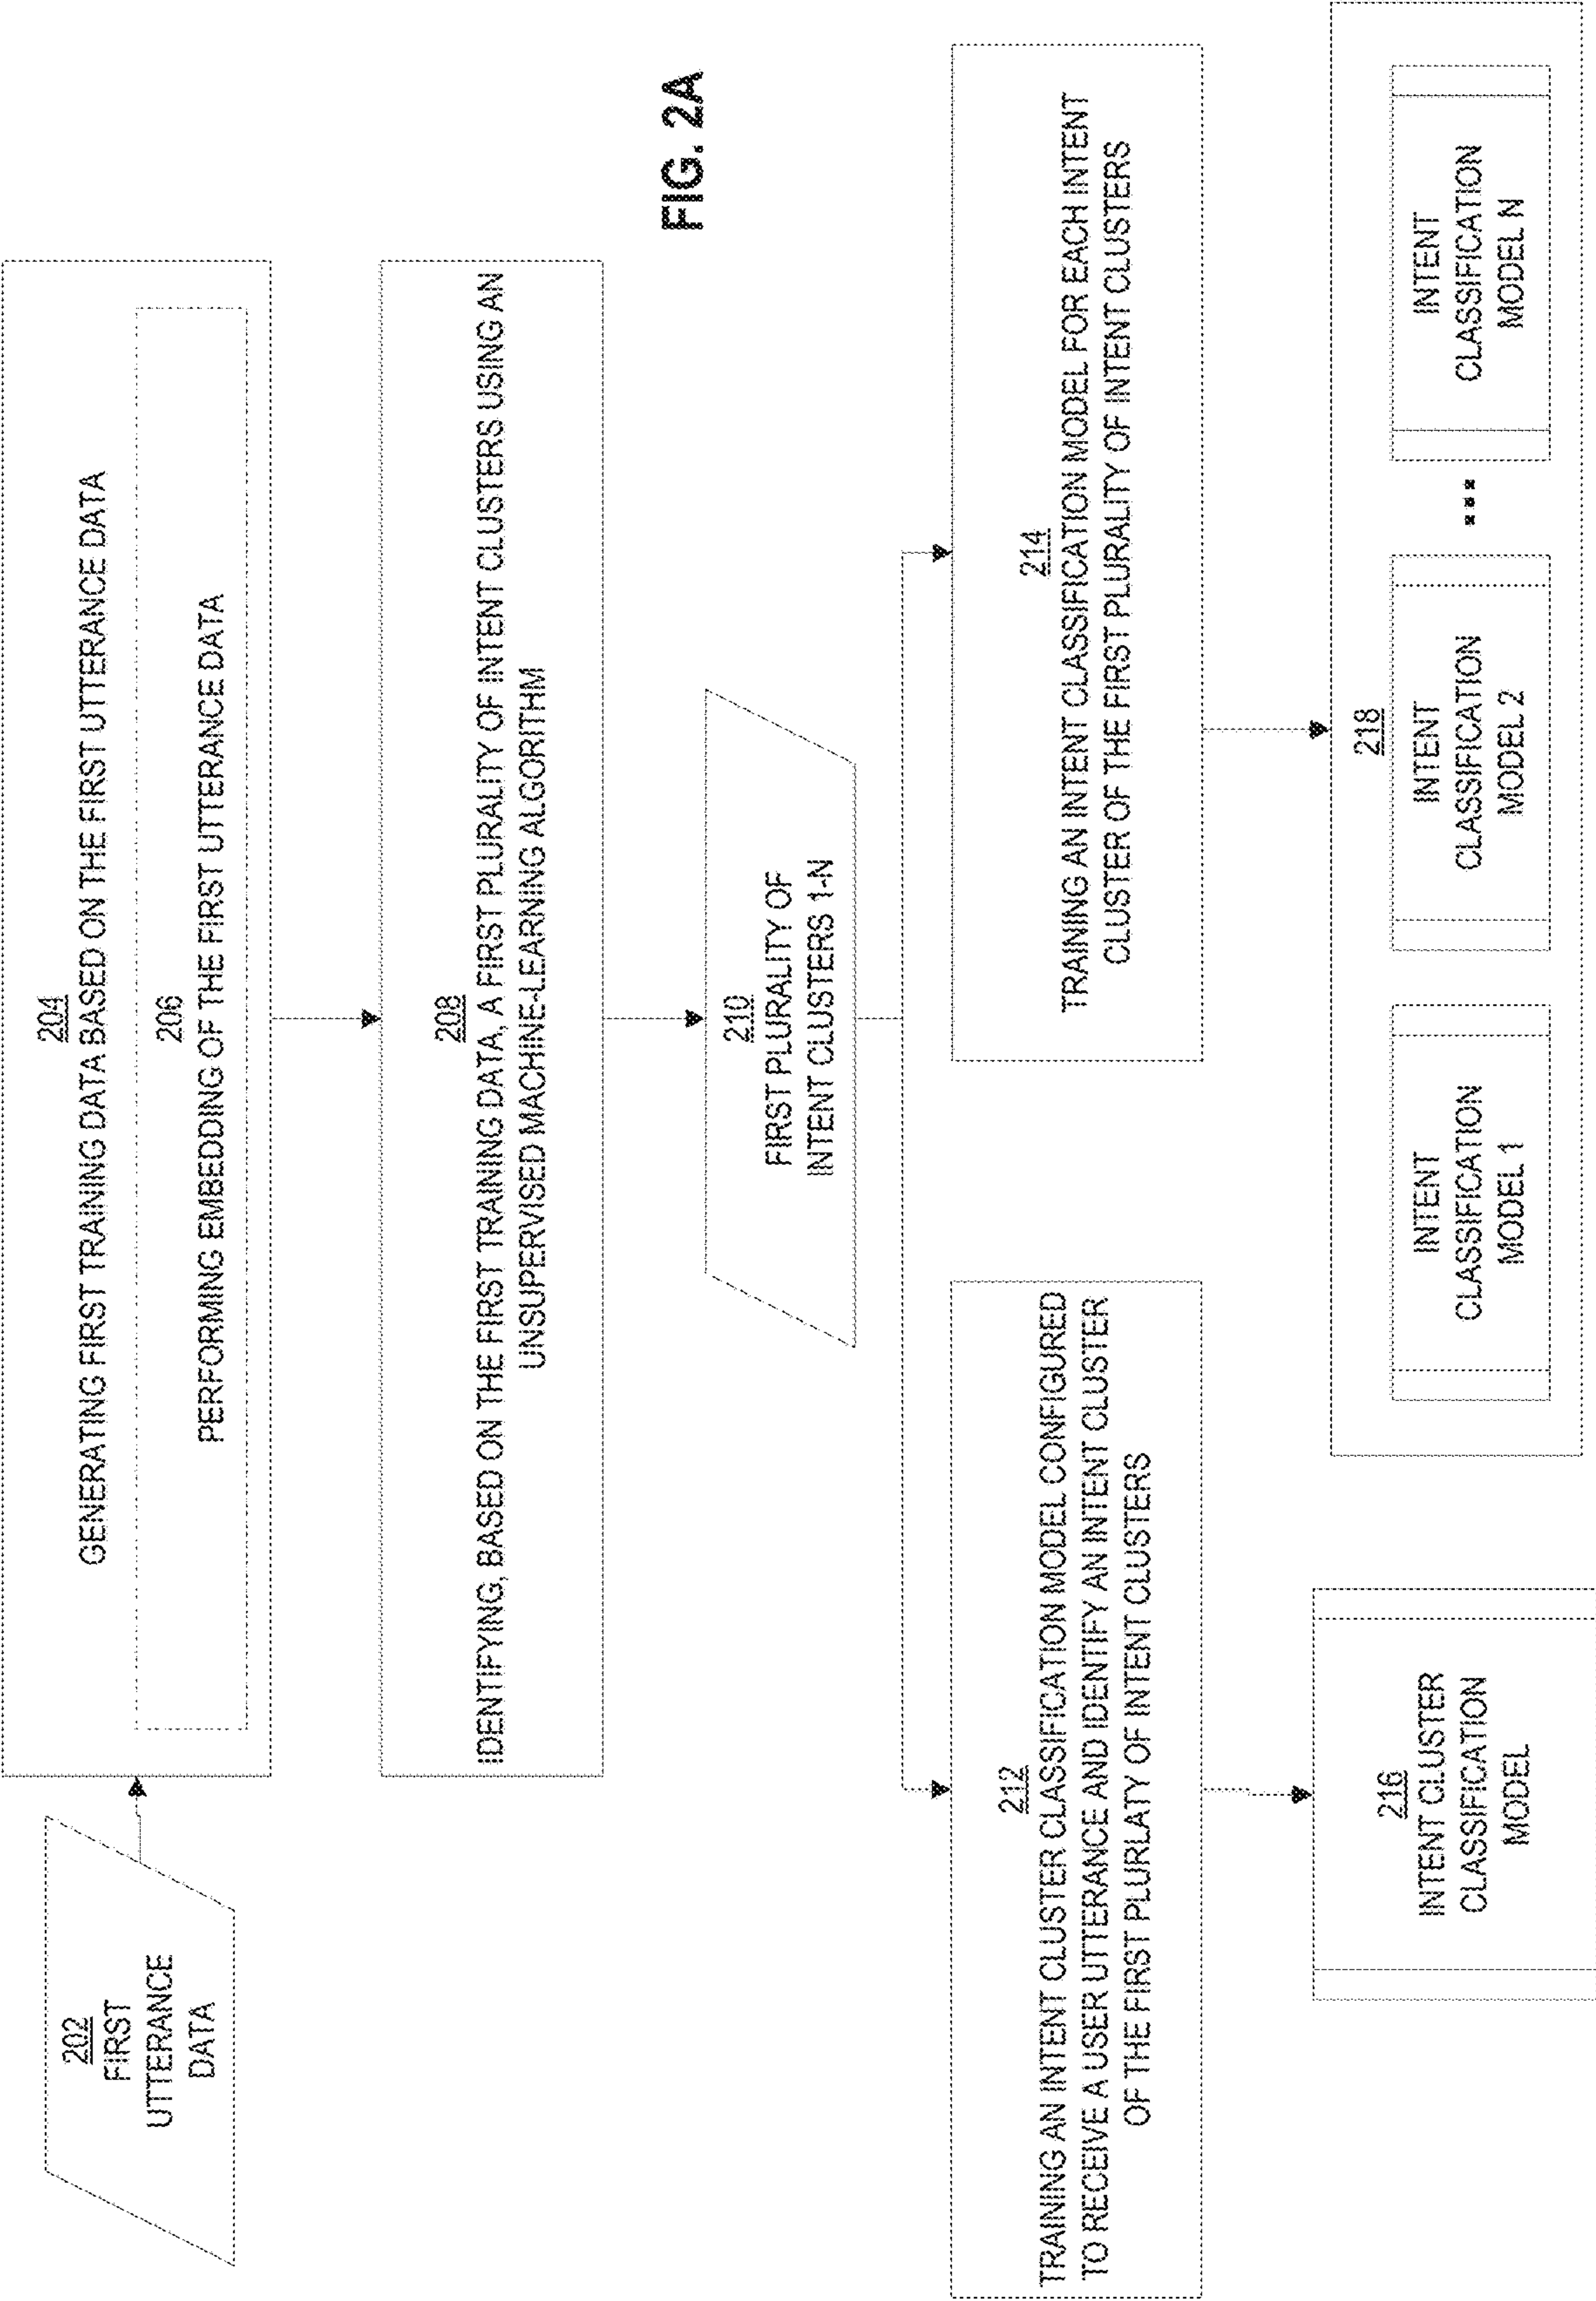 202
FIRST
UTTERANCE
DATA
204
GENERATING FIRST TRAINING DATA BASED ON THE FIRST UTTERANCE DATA
206
PERFORMING EMBEDDING OF THE FIRST UTTERANCE DATA
208
IDENTIFYING, BASED ON THE FIRST TRAINING DATA, A FIRST PLURALITY OF INTENT CLUSTERS USING AN
UNSUPERVISED MACHINE-LEARNING ALGORITHM
210
FIRST PLURALITY OF
INTENT CLUSTERS 1-N
FIG. 2A
212
TRAINING AN INTENT CLUSTER CLASSIFICATION MODEL CONFIGURED
TO RECEIVE A USER UTTERANCE AND IDENTIFY AN INTENT CLUSTER
OF THE FIRST PLURLATY OF INTENT CLUSTERS
214
TRAINING AN INTENT CLASSIFICATION MODEL FOR EACH INTENT
CLUSTER OF THE FIRST PLURALITY OF INTENT CLUSTERS
216
INTENT CLUSTER
CLASSIFICATION
MODEL
218
INTENT
CLASSIFICATION
MODEL 1
INTENT
CLASSIFICATION
MODEL 2
...
INTENT
CLASSIFICATION
MODEL N